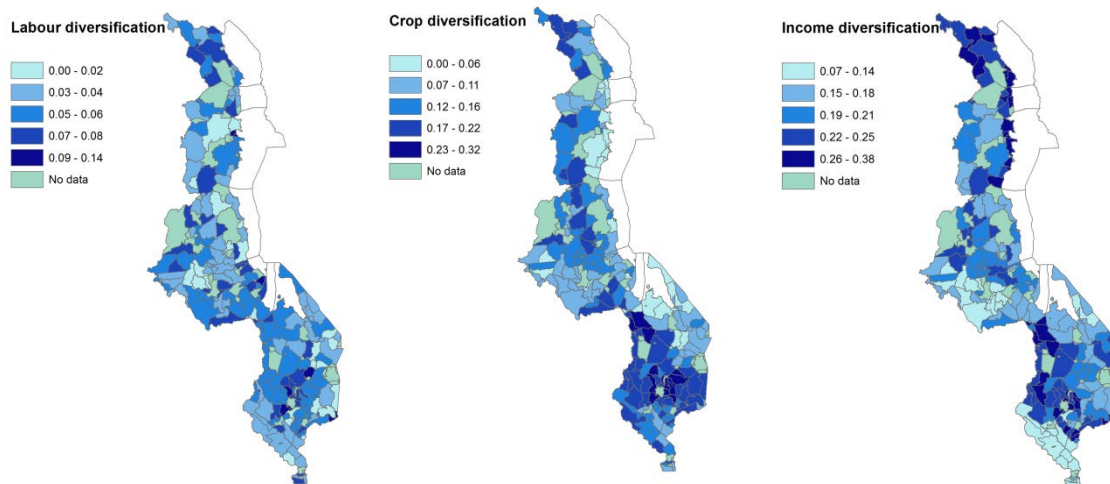 Labour diversification
0.00 - 0.02
0.03 - 0.04
0.05 - 0.06
0.07 - 0.08
0.09 - 0.14
No data
Crop diversification
0.00 - 0.06
0.07 - 0.11
0.12 - 0.16
0.17 - 0.22
0.23 - 0.32
No data
Income diversification
0.07 - 0.14
0.15 - 0.18
0.19 - 0.21
0.22 - 0.25
0.26 - 0.38
No data